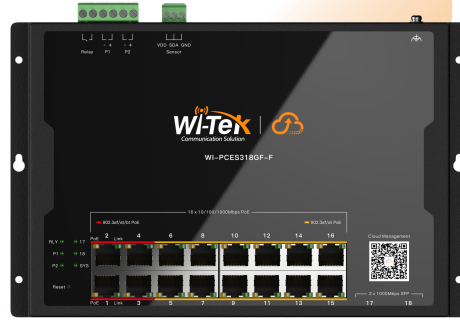 - + - +
Relay P1 P2
VDD SDA GND
Sensor
Wi-Tek
Communication Solution
WI-PCES318GF-F
16 x 10/100/1000Mbps PoE
802.3af/at/bt PoE
802.3af/at PoE
PoE 2 Link 4 6 8 10 12 14 16
RLY 17
P1 18
P2 SYS
Reset
PoE 1 Link 3 5 7 9 11 13 15
Cloud Management
2 x 1000Mbps SFP
17 18